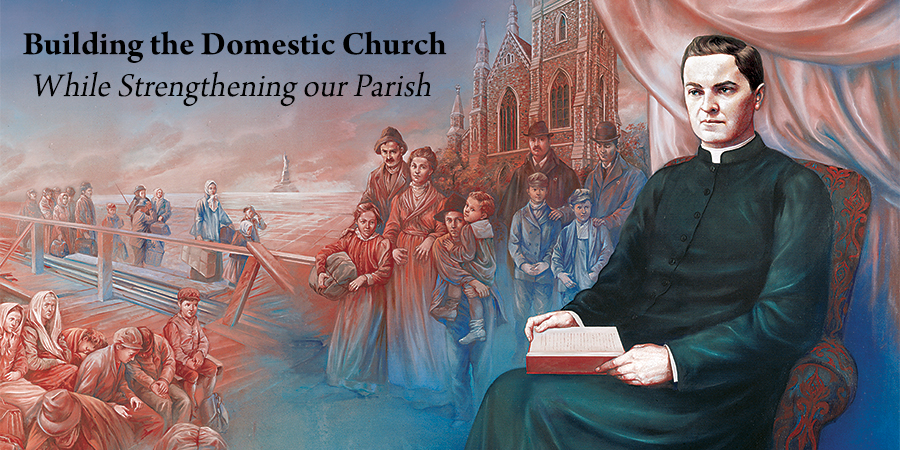 Building the Domestic Church
While Strengthening our Parish